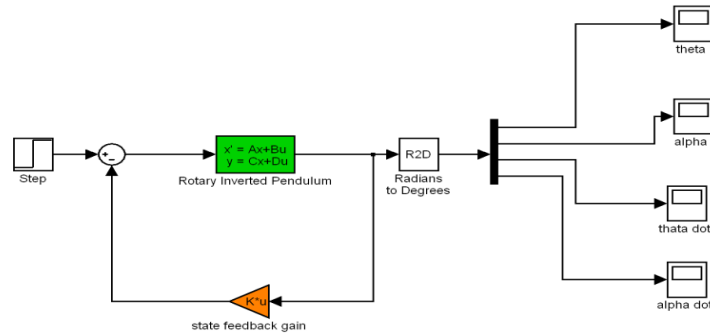 theta
alpha
+
−
x' = Ax+Bu
y = Cx+Du
R2D
Step
Rotary Inverted Pendulum
Radians
to Degrees
thata dot
K*u
alpha dot
state feedback gain